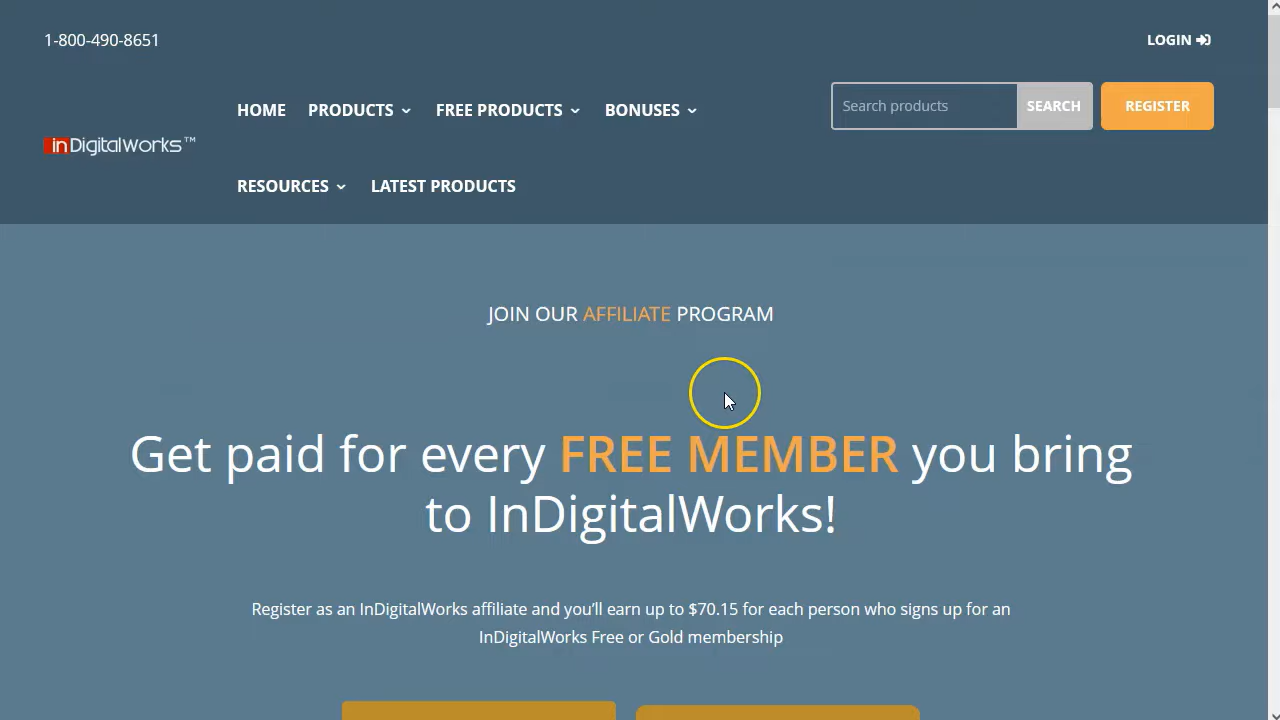 1-800-490-8651
LOGIN
HOME PRODUCTS FREE PRODUCTS BONUSES
Search products SEARCH REGISTER
inDigitalWorks™
RESOURCES LATEST PRODUCTS
JOIN OUR AFFILIATE PROGRAM
Get paid for every FREE MEMBER you bring
to InDigitalWorks!
Register as an InDigitalWorks affiliate and you’ll earn up to $70.15 for each person who signs up for an
InDigitalWorks Free or Gold membership